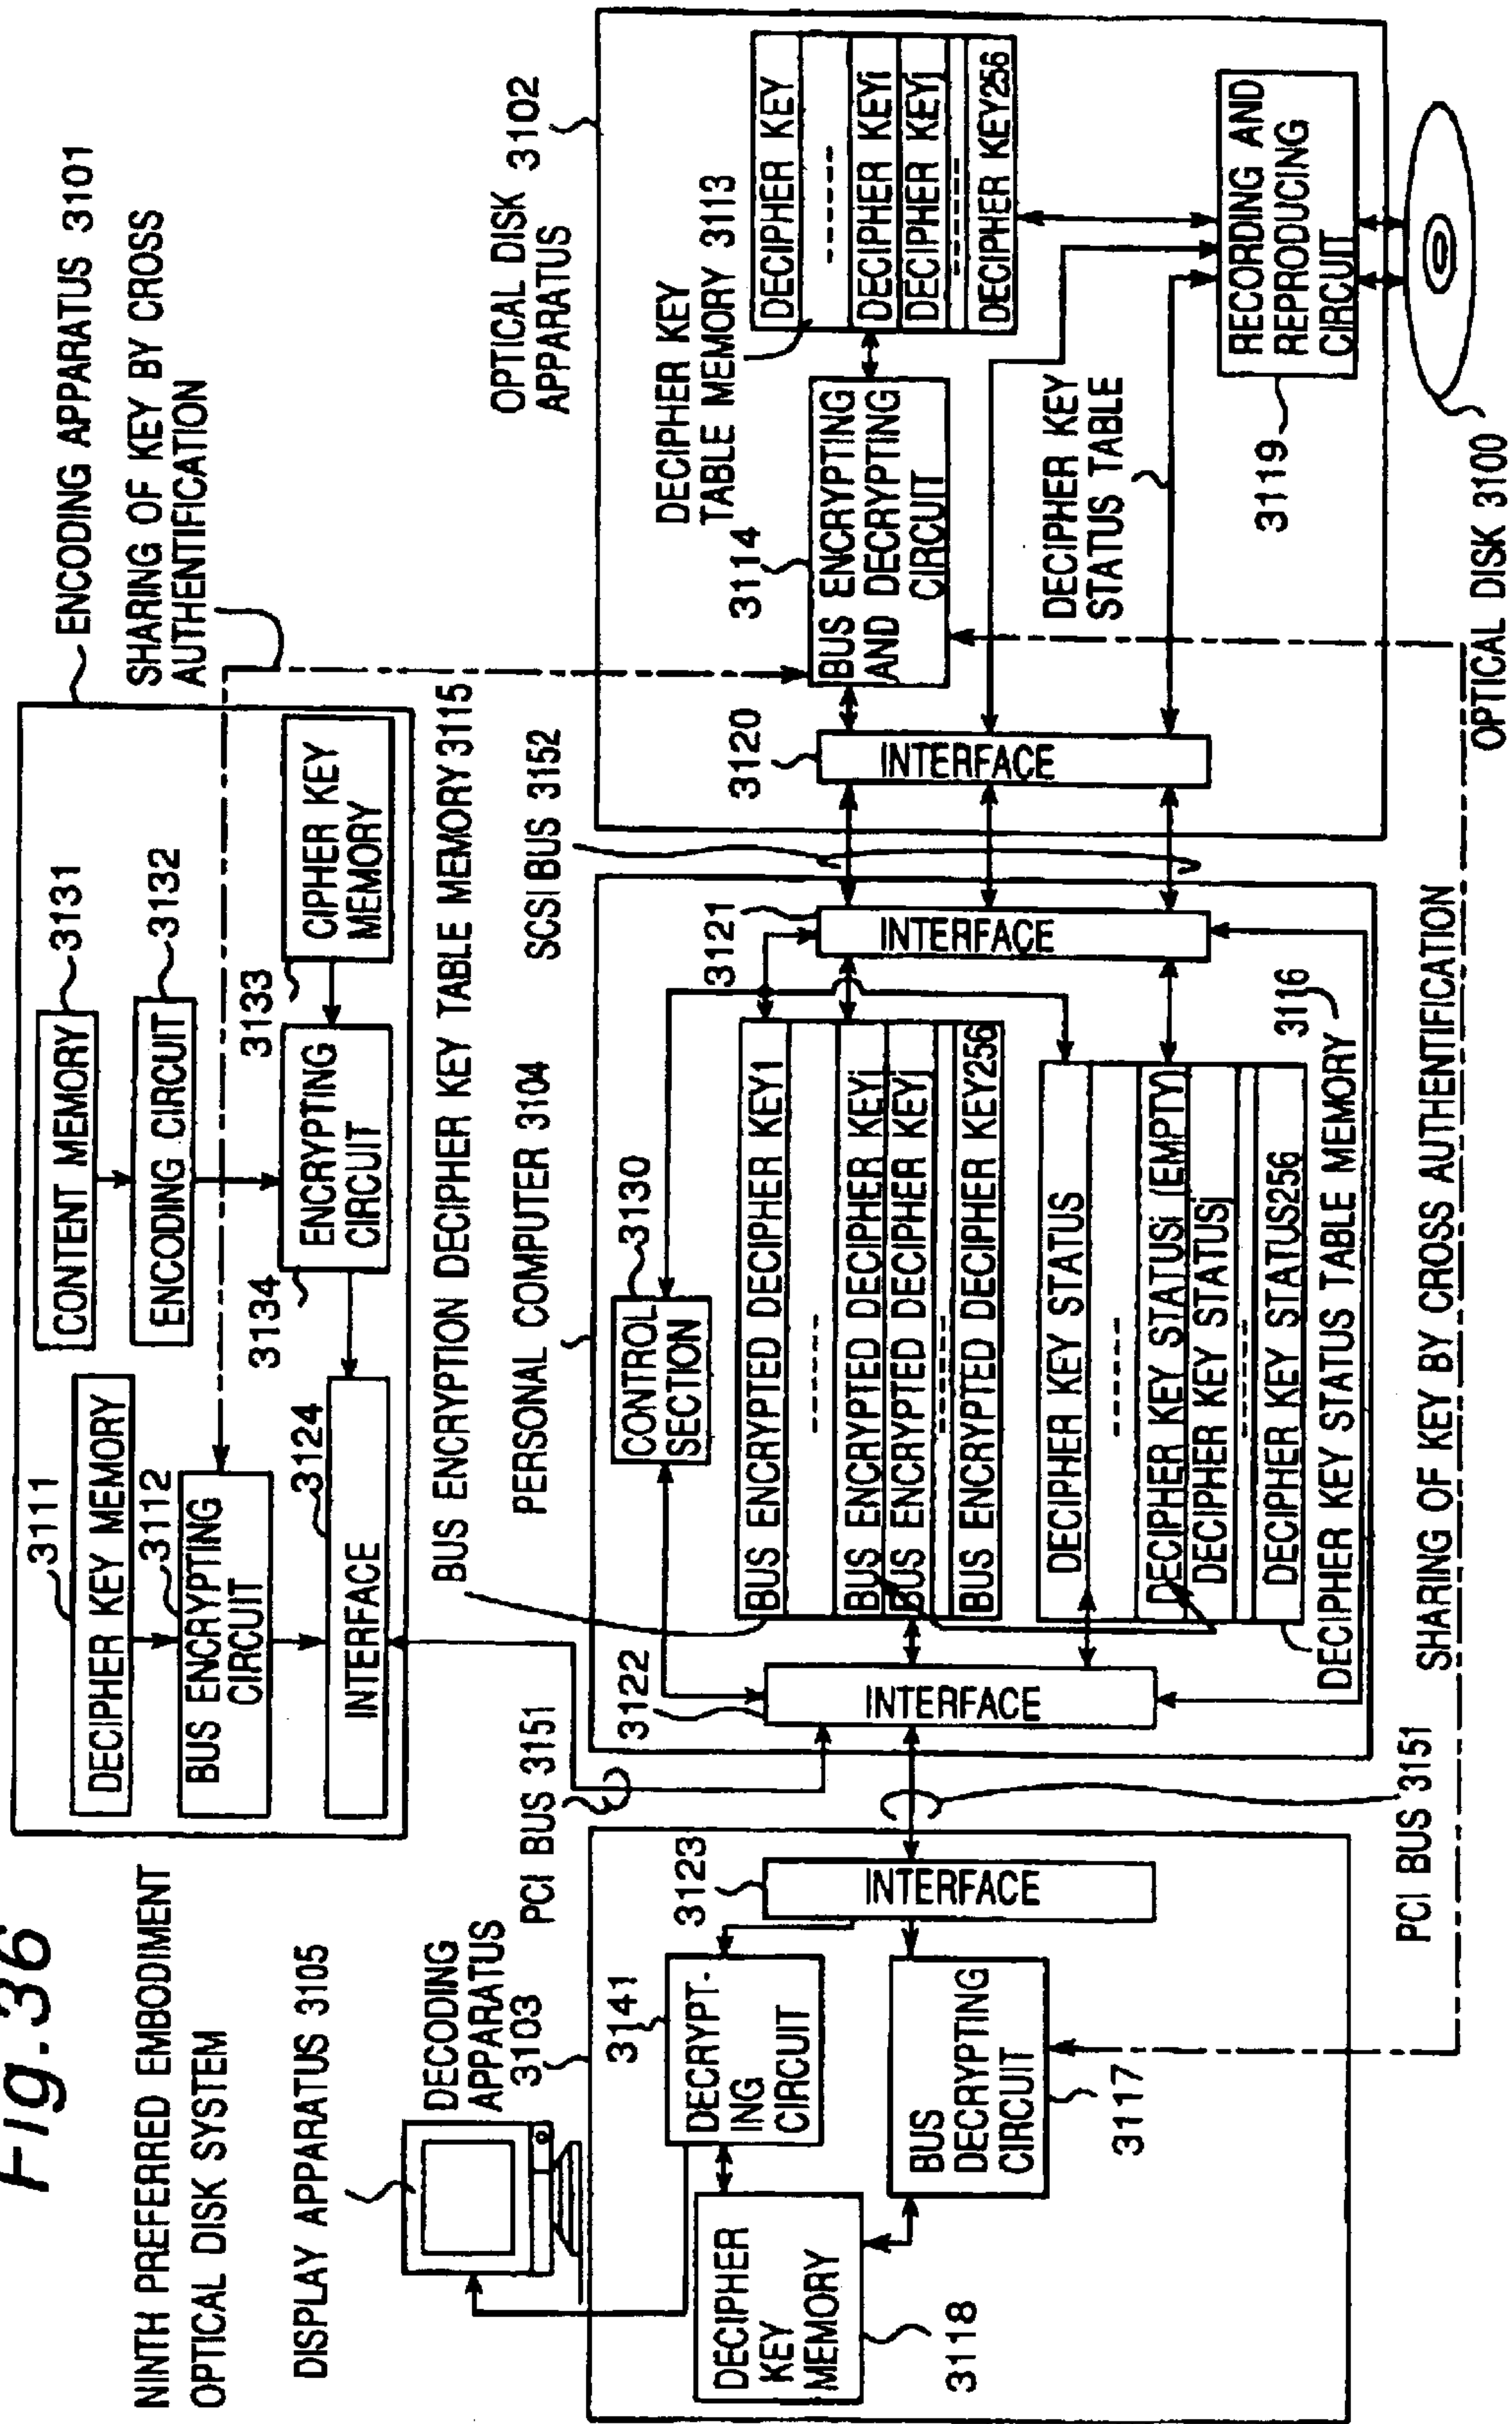 Fig.36
NINTH PREFERRED EMBODIMENT
OPTICAL DISK SYSTEM
ENCODING APPARATUS 3101
SHARING OF KEY BY CROSS
AUTHENTIFICATION
3111
DECIPHER KEY MEMORY
3112
BUS ENCRYPTING
CIRCUIT
3124
INTERFACE
CONTENT MEMORY
3131
ENCODING CIRCUIT
3132
3133
CIPHER KEY
MEMORY
3134
ENCRYPTING
CIRCUIT
DISPLAY APPARATUS 3105
DECODING
APPARATUS
3103
3141
DECRYPT-
ING
CIRCUIT
DECIPHER
KEY
MEMORY
3118
BUS
DECRYPTING
CIRCUIT
3117
3123
INTERFACE
PCI BUS 3151
PCI BUS 3151
BUS ENCRYPTION DECIPHER KEY TABLE MEMORY 3115
PERSONAL COMPUTER 3104
3122
INTERFACE
3130
CONTROL
SECTION
BUS ENCRYPTED DECIPHER KEY1
-----
BUS ENCRYPTED DECIPHER KEYi
BUS ENCRYPTED DECIPHER KEYj
-----
BUS ENCRYPTED DECIPHER KEY256
DECIPHER KEY STATUS
-----
DECIPHER KEY STATUSi (EMPTY)
DECIPHER KEY STATUSj
-----
DECIPHER KEY STATUS256
DECIPHER KEY STATUS TABLE MEMORY
3116
3121
INTERFACE
SCSI BUS 3152
SHARING OF KEY BY CROSS AUTHENTIFICATION
OPTICAL DISK 3102
APPARATUS
3120
INTERFACE
3114
BUS ENCRYPTING
AND DECRYPTING
CIRCUIT
DECIPHER KEY
TABLE MEMORY 3113
DECIPHER KEY
-----
DECIPHER KEYi
DECIPHER KEYj
-----
DECIPHER KEY256
DECIPHER KEY
STATUS TABLE
3119
RECORDING AND
REPRODUCING
CIRCUIT
OPTICAL DISK 3100